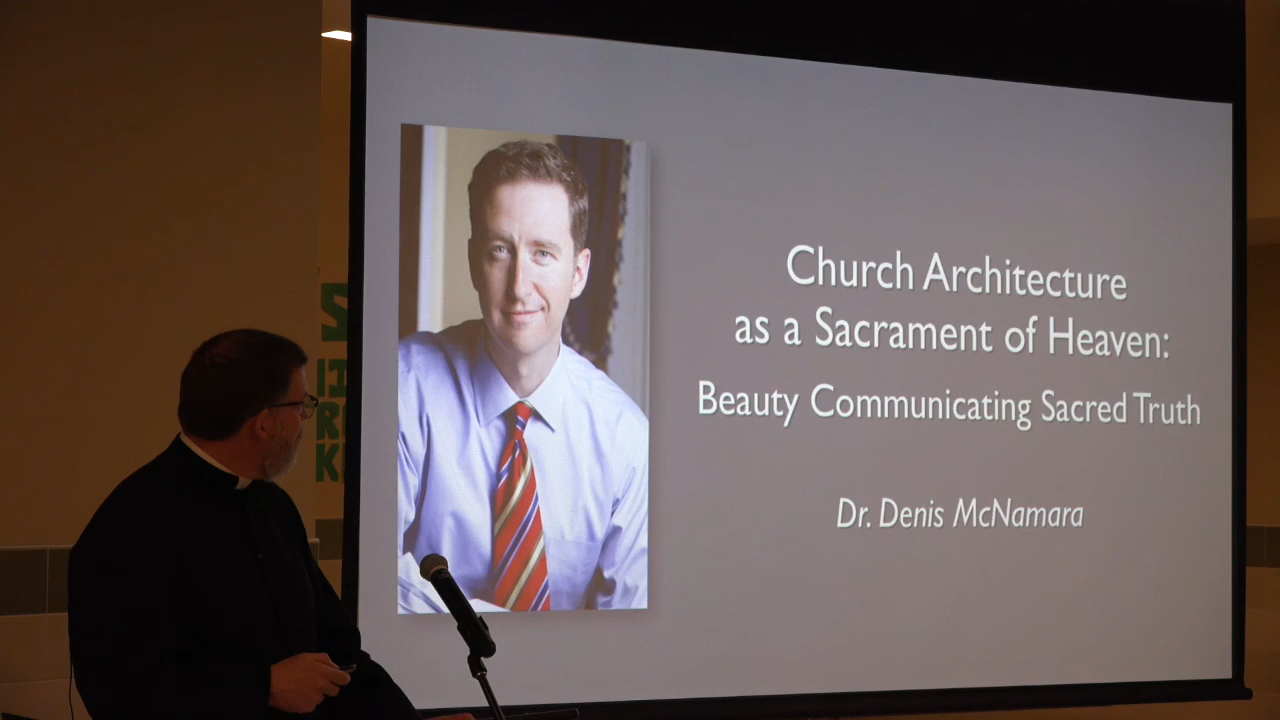 Church Architecture
as a Sacrament of Heaven:
Beauty Communicating Sacred Truth
Dr. Denis McNamara